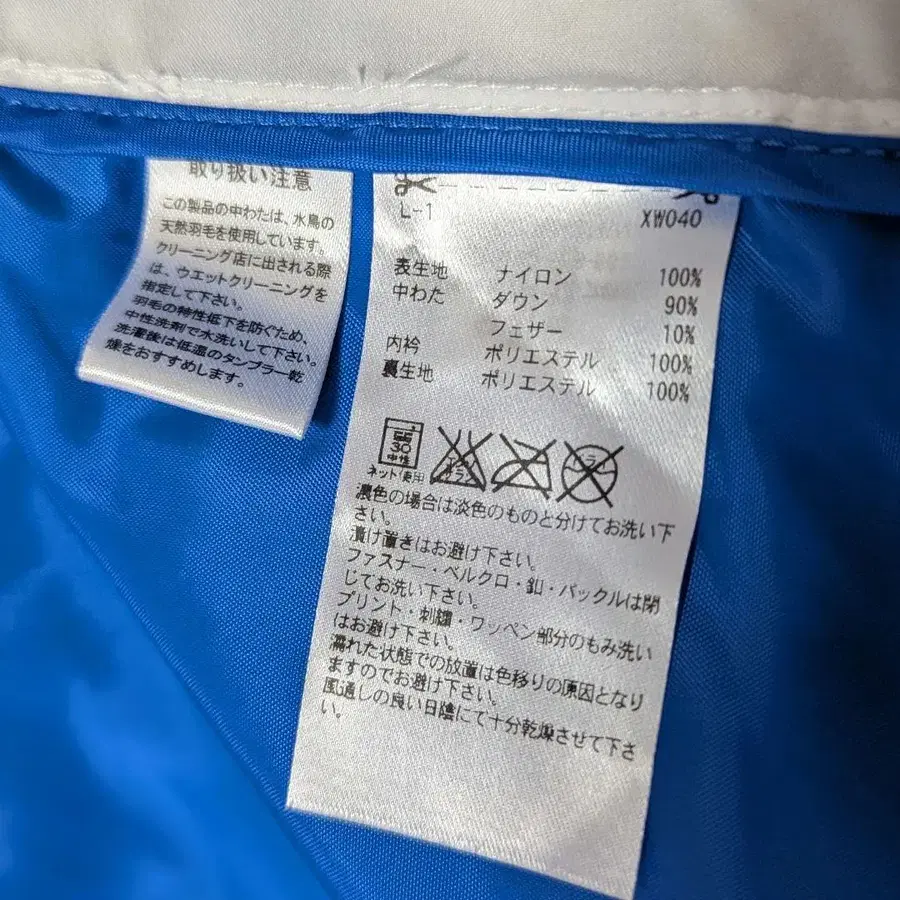 取り扱い注意
この製品の中わたは、水鳥の
天然羽毛を使用しています。
クリーニング店に出される際
は、ウエットクリーニングを
指定して下さい。
羽毛の特性低下を防ぐため、
中性洗剤で水洗いして下さい。
洗濯後は低温のタンブラー乾
燥をおすすめします。
L-1 XW040
表生地 ナイロン 100%
中わた ダウン 90%
フェザー 10%
内衿 ポリエステル 100%
裏生地 ポリエステル 100%
30
中性
ネット使用
エンソ
サラシ
ドライ
濃色の場合は淡色のものと分けてお洗い下
さい。
漬け置きはお避け下さい。
ファスナー・ベルクロ・釦・バックルは閉
じてお洗い下さい。
プリント・刺繍・ワッペン部分のもみ洗い
はお避け下さい。
濡れた状態での放置は色移りの原因となり
ますのでお避け下さい。
風通しの良い日陰にて十分乾燥させて下さ
い。